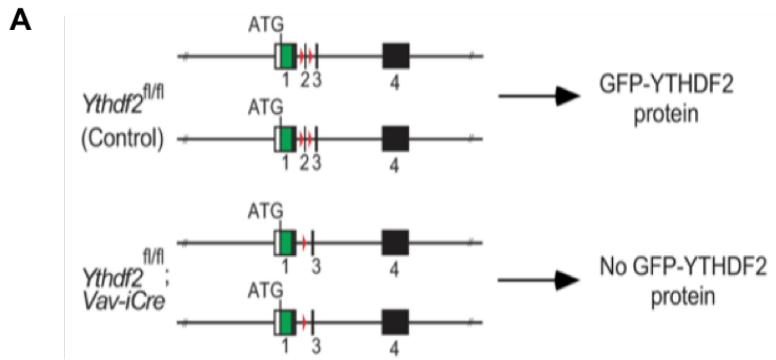 A
ATG
1 2 3 4
Ythdf2fl/fl
(Control)
ATG
1 2 3 4
GFP-YTHDF2
protein
ATG
1 3 4
Ythdf2fl/fl;
Vav-iCre
ATG
1 3 4
No GFP-YTHDF2
protein